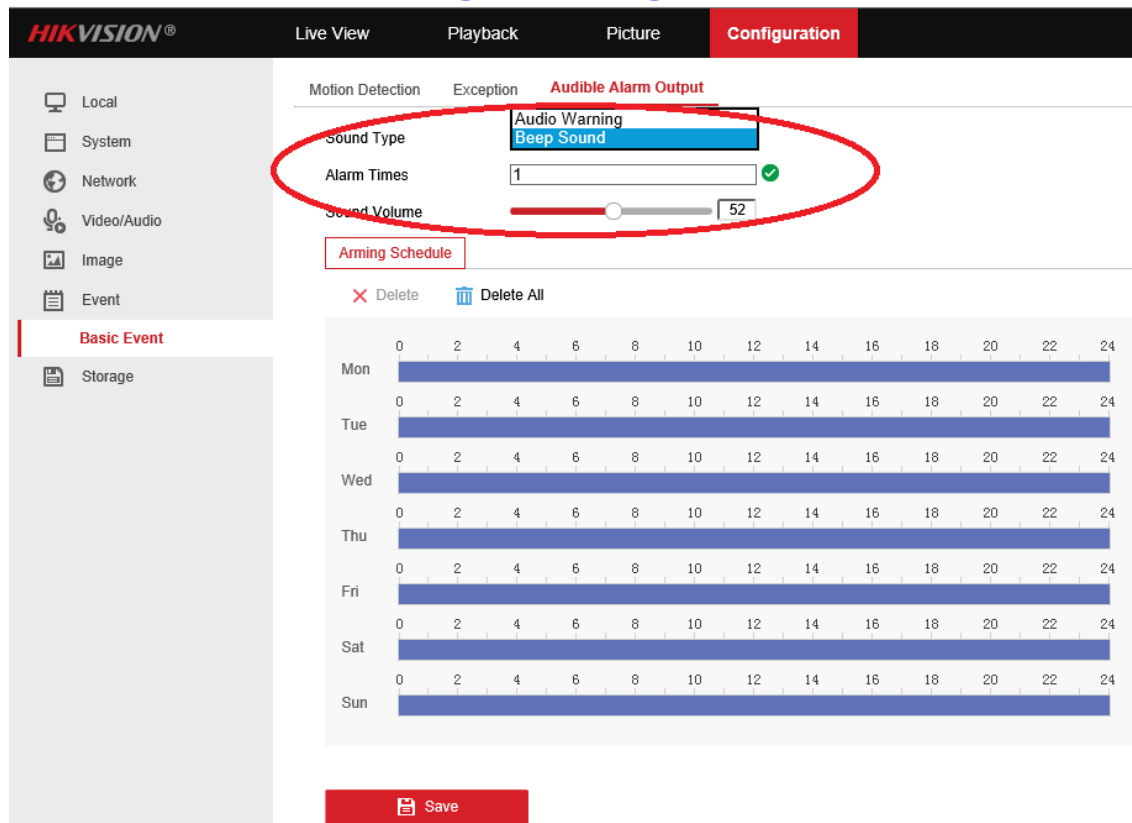 HIKVISION ® Live View Playback Picture Configuration
Local
System
Network
Video/Audio
Image
Event
Basic Event
Storage
Motion Detection Exception Audible Alarm Output
Audio Warning
Sound Type Beep Sound
Alarm Times 1
Sound Volume 52
Arming Schedule
Delete Delete All
0 2 4 6 8 10 12 14 16 18 20 22 24
Mon
0 2 4 6 8 10 12 14 16 18 20 22 24
Tue
0 2 4 6 8 10 12 14 16 18 20 22 24
Wed
0 2 4 6 8 10 12 14 16 18 20 22 24
Thu
0 2 4 6 8 10 12 14 16 18 20 22 24
Fri
0 2 4 6 8 10 12 14 16 18 20 22 24
Sat
0 2 4 6 8 10 12 14 16 18 20 22 24
Sun
Save